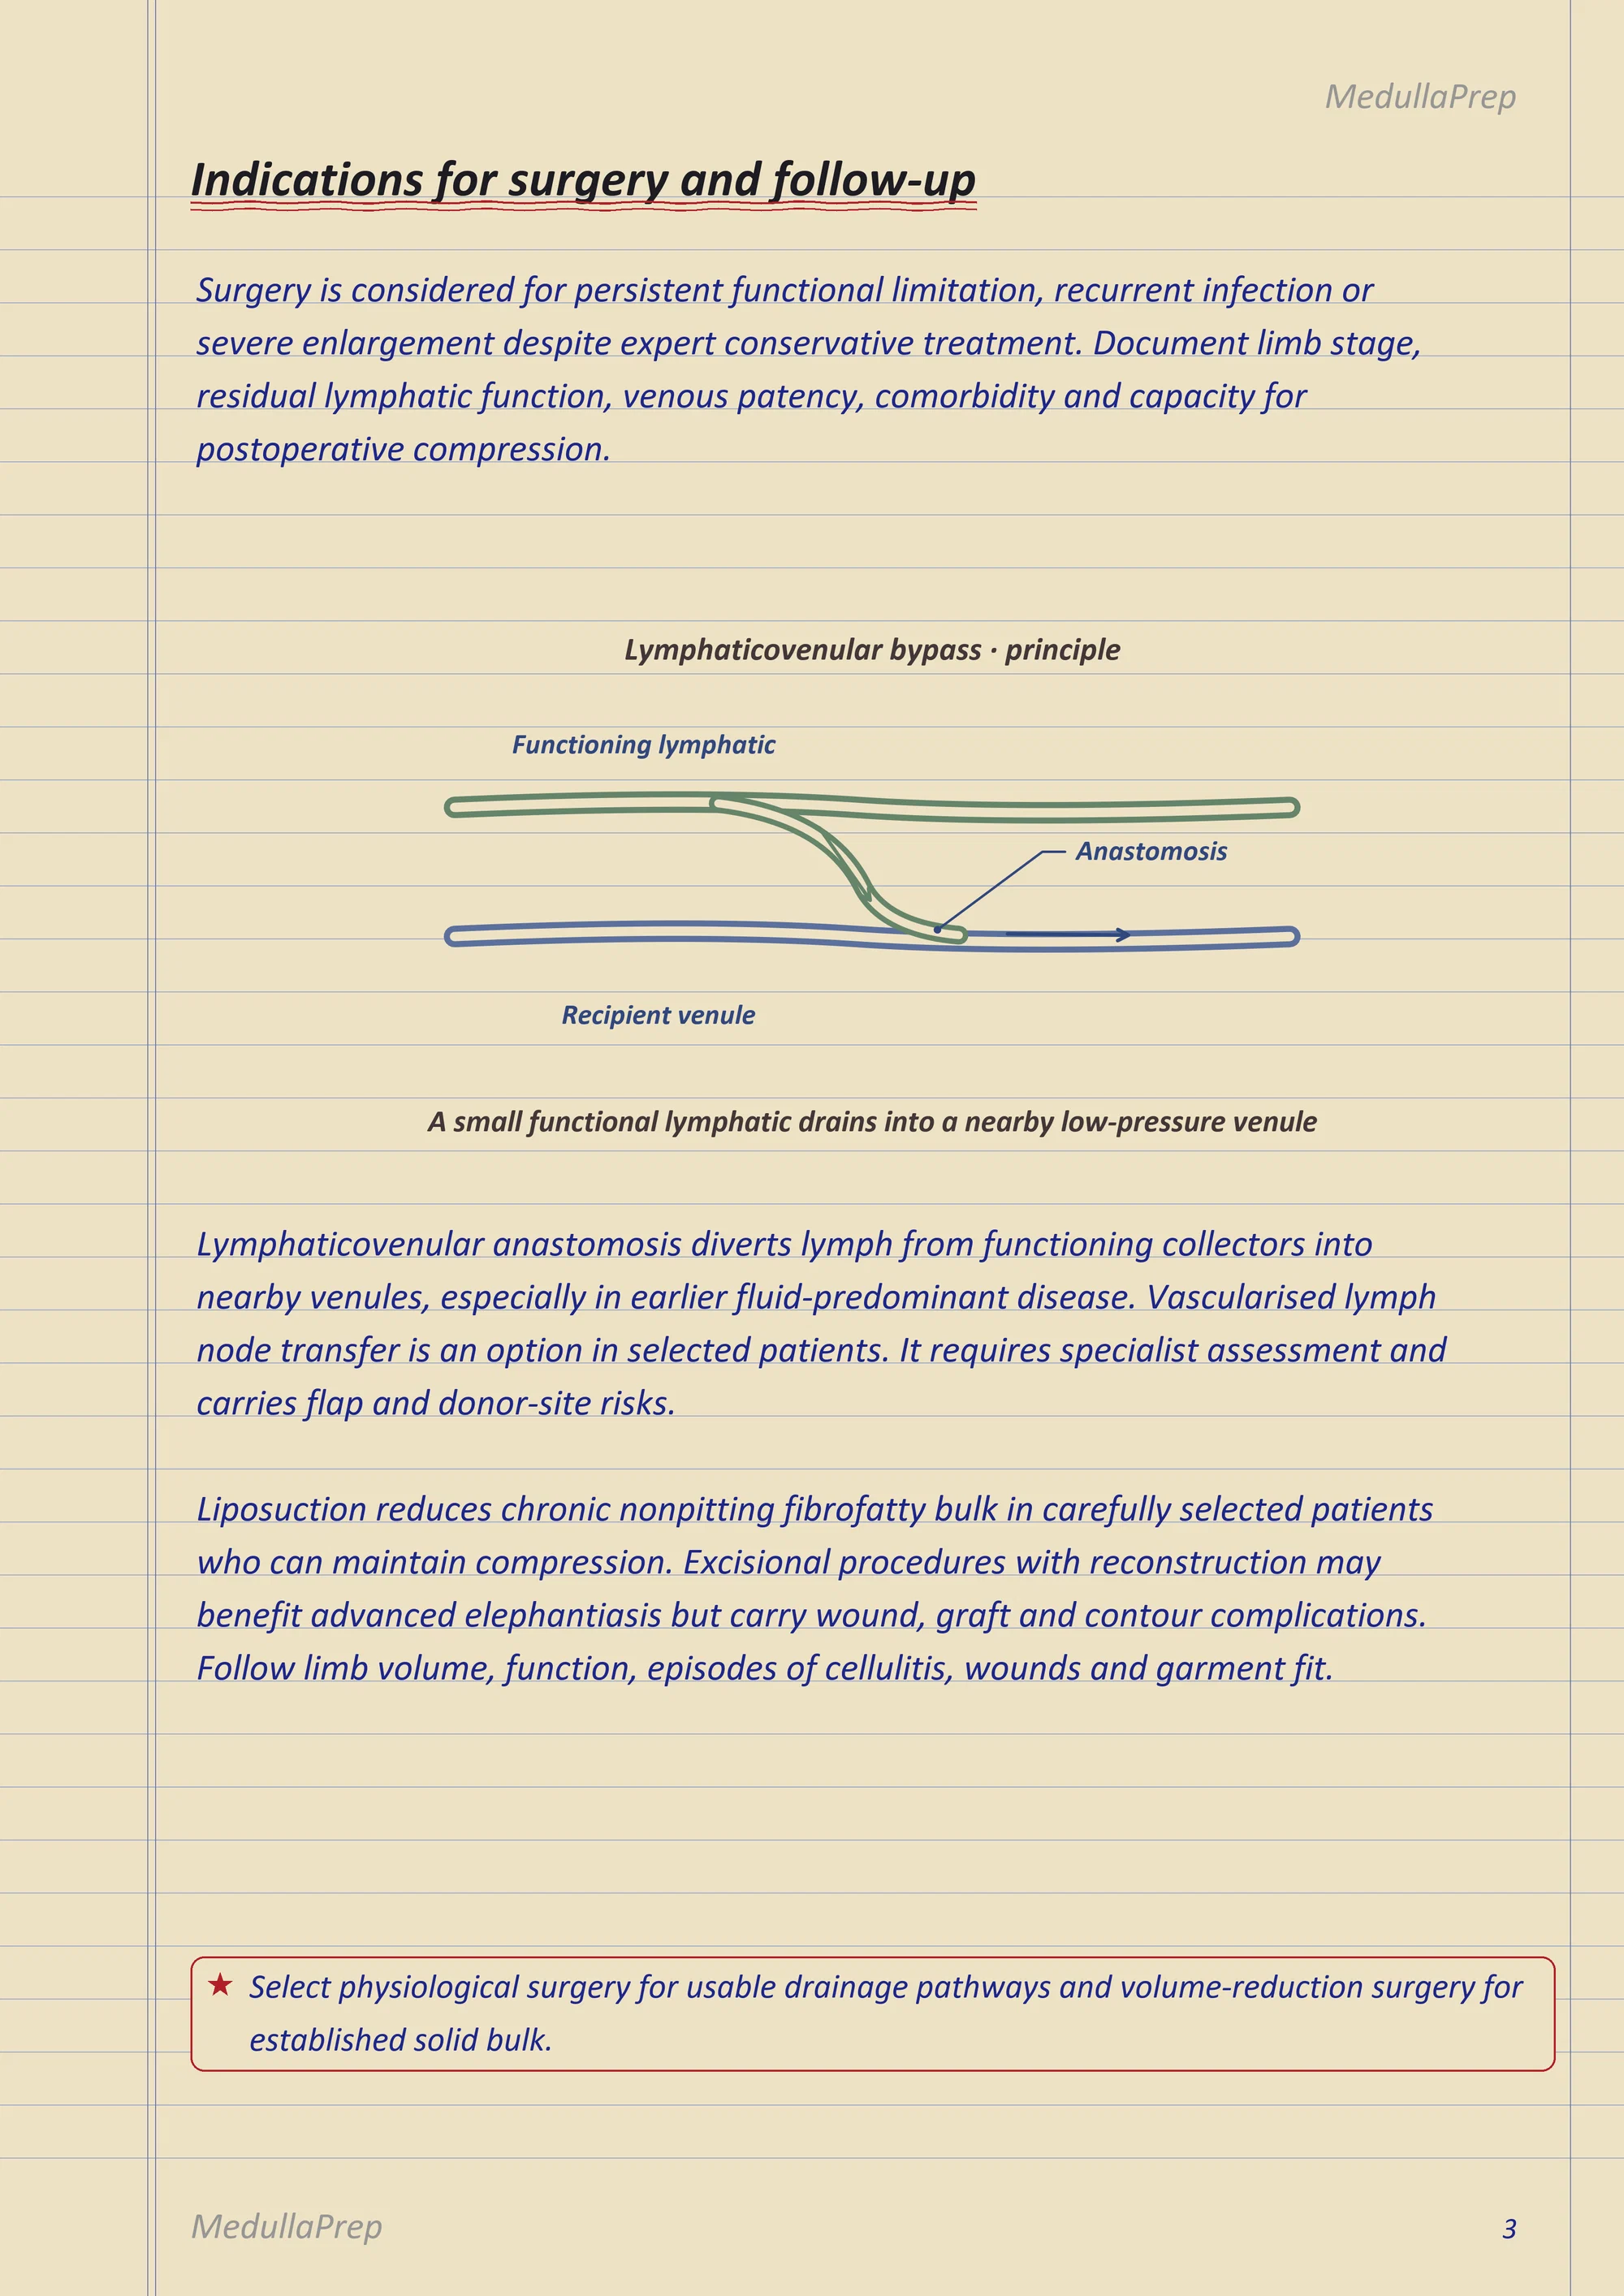 MedullaPrep
Indications for surgery and follow-up
Surgery is considered for persistent functional limitation, recurrent infection or
severe enlargement despite expert conservative treatment. Document limb stage,
residual lymphatic function, venous patency, comorbidity and capacity for
postoperative compression.
Lymphaticovenular bypass · principle
Functioning lymphatic
Anastomosis
Recipient venule
A small functional lymphatic drains into a nearby low-pressure venule
Lymphaticovenular anastomosis diverts lymph from functioning collectors into
nearby venules, especially in earlier fluid-predominant disease. Vascularised lymph
node transfer is an option in selected patients. It requires specialist assessment and
carries flap and donor-site risks.
Liposuction reduces chronic nonpitting fibrofatty bulk in carefully selected patients
who can maintain compression. Excisional procedures with reconstruction may
benefit advanced elephantiasis but carry wound, graft and contour complications.
Follow limb volume, function, episodes of cellulitis, wounds and garment fit.
★ Select physiological surgery for usable drainage pathways and volume-reduction surgery for
established solid bulk.
MedullaPrep
3